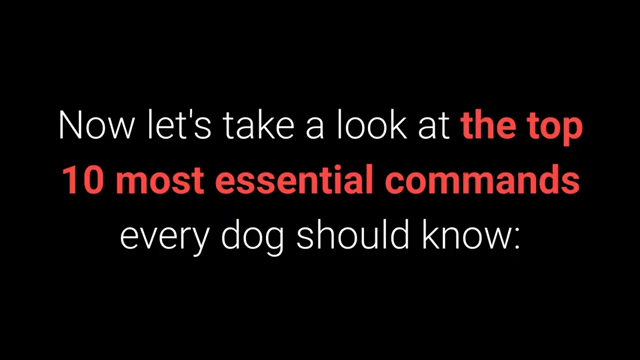 Now let's take a look at the top
10 most essential commands
every dog should know: